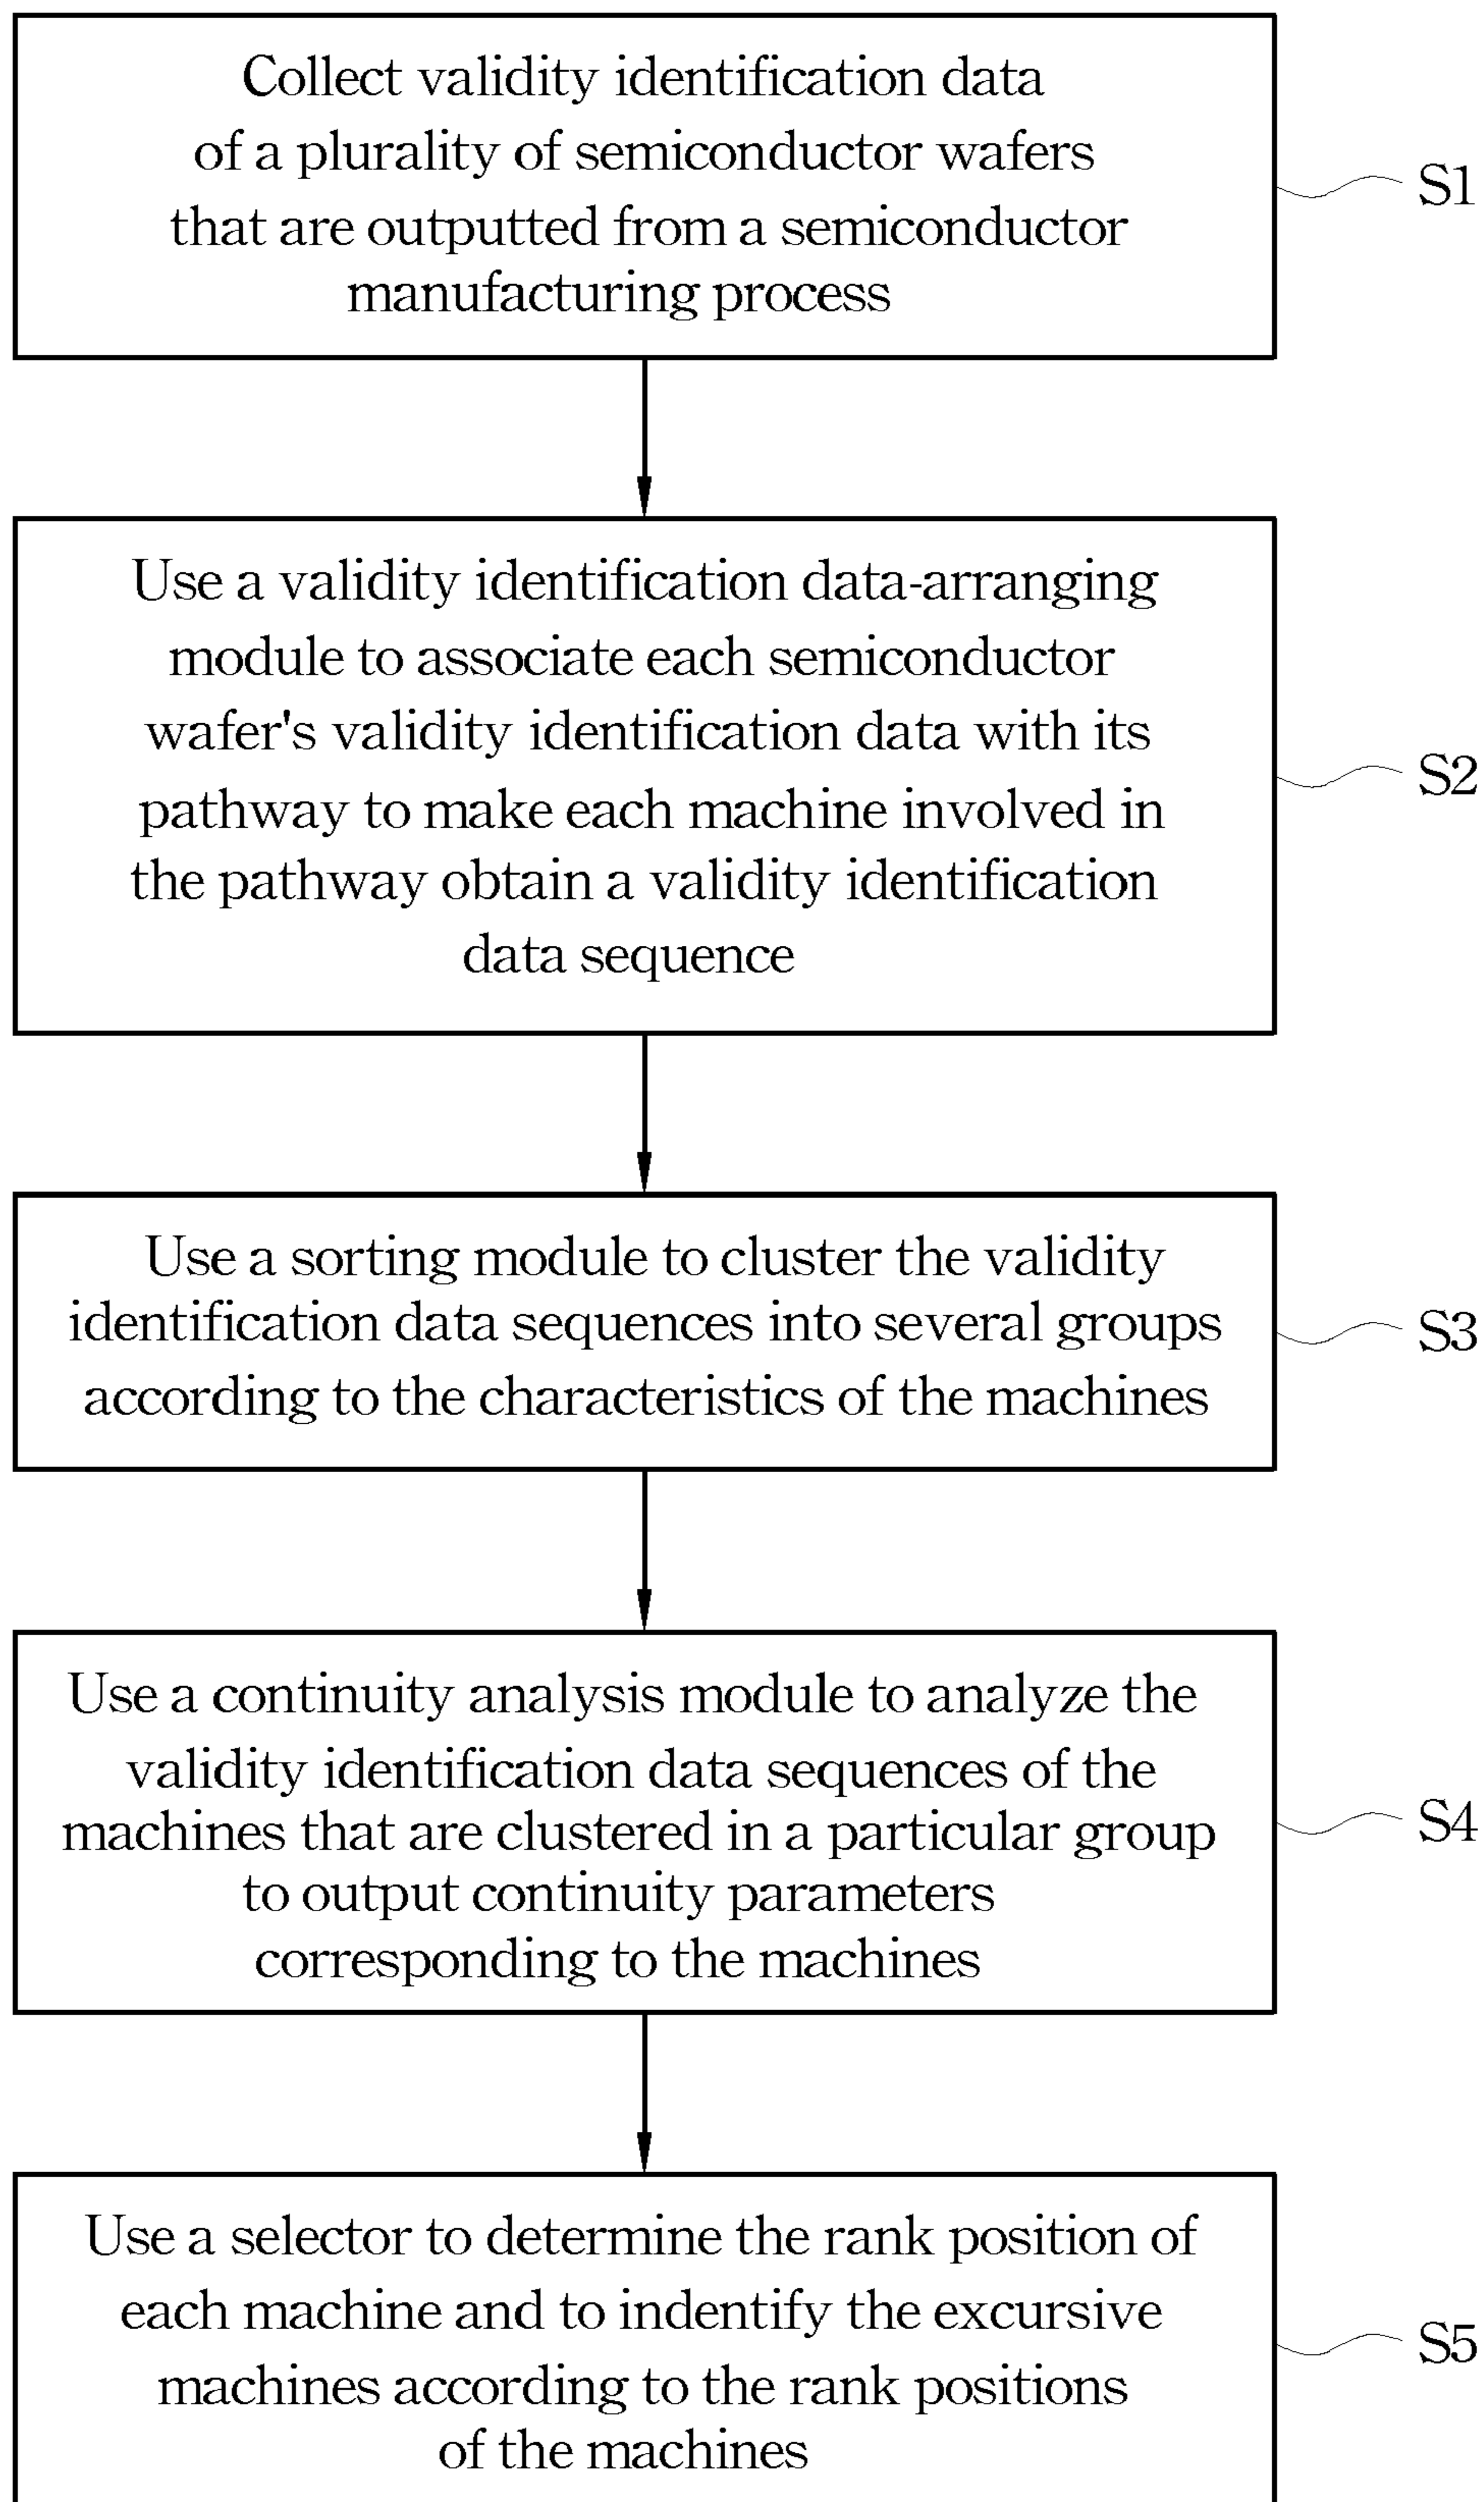 Collect validity identification data
of a plurality of semiconductor wafers
that are outputted from a semiconductor
manufacturing process
S1
Use a validity identification data-arranging
module to associate each semiconductor
wafer's validity identification data with its
pathway to make each machine involved in
the pathway obtain a validity identification
data sequence
S2
Use a sorting module to cluster the validity
identification data sequences into several groups
according to the characteristics of the machines
S3
Use a continuity analysis module to analyze the
validity identification data sequences of the
machines that are clustered in a particular group
to output continuity parameters
corresponding to the machines
S4
Use a selector to determine the rank position of
each machine and to indentify the excursive
machines according to the rank positions
of the machines
S5